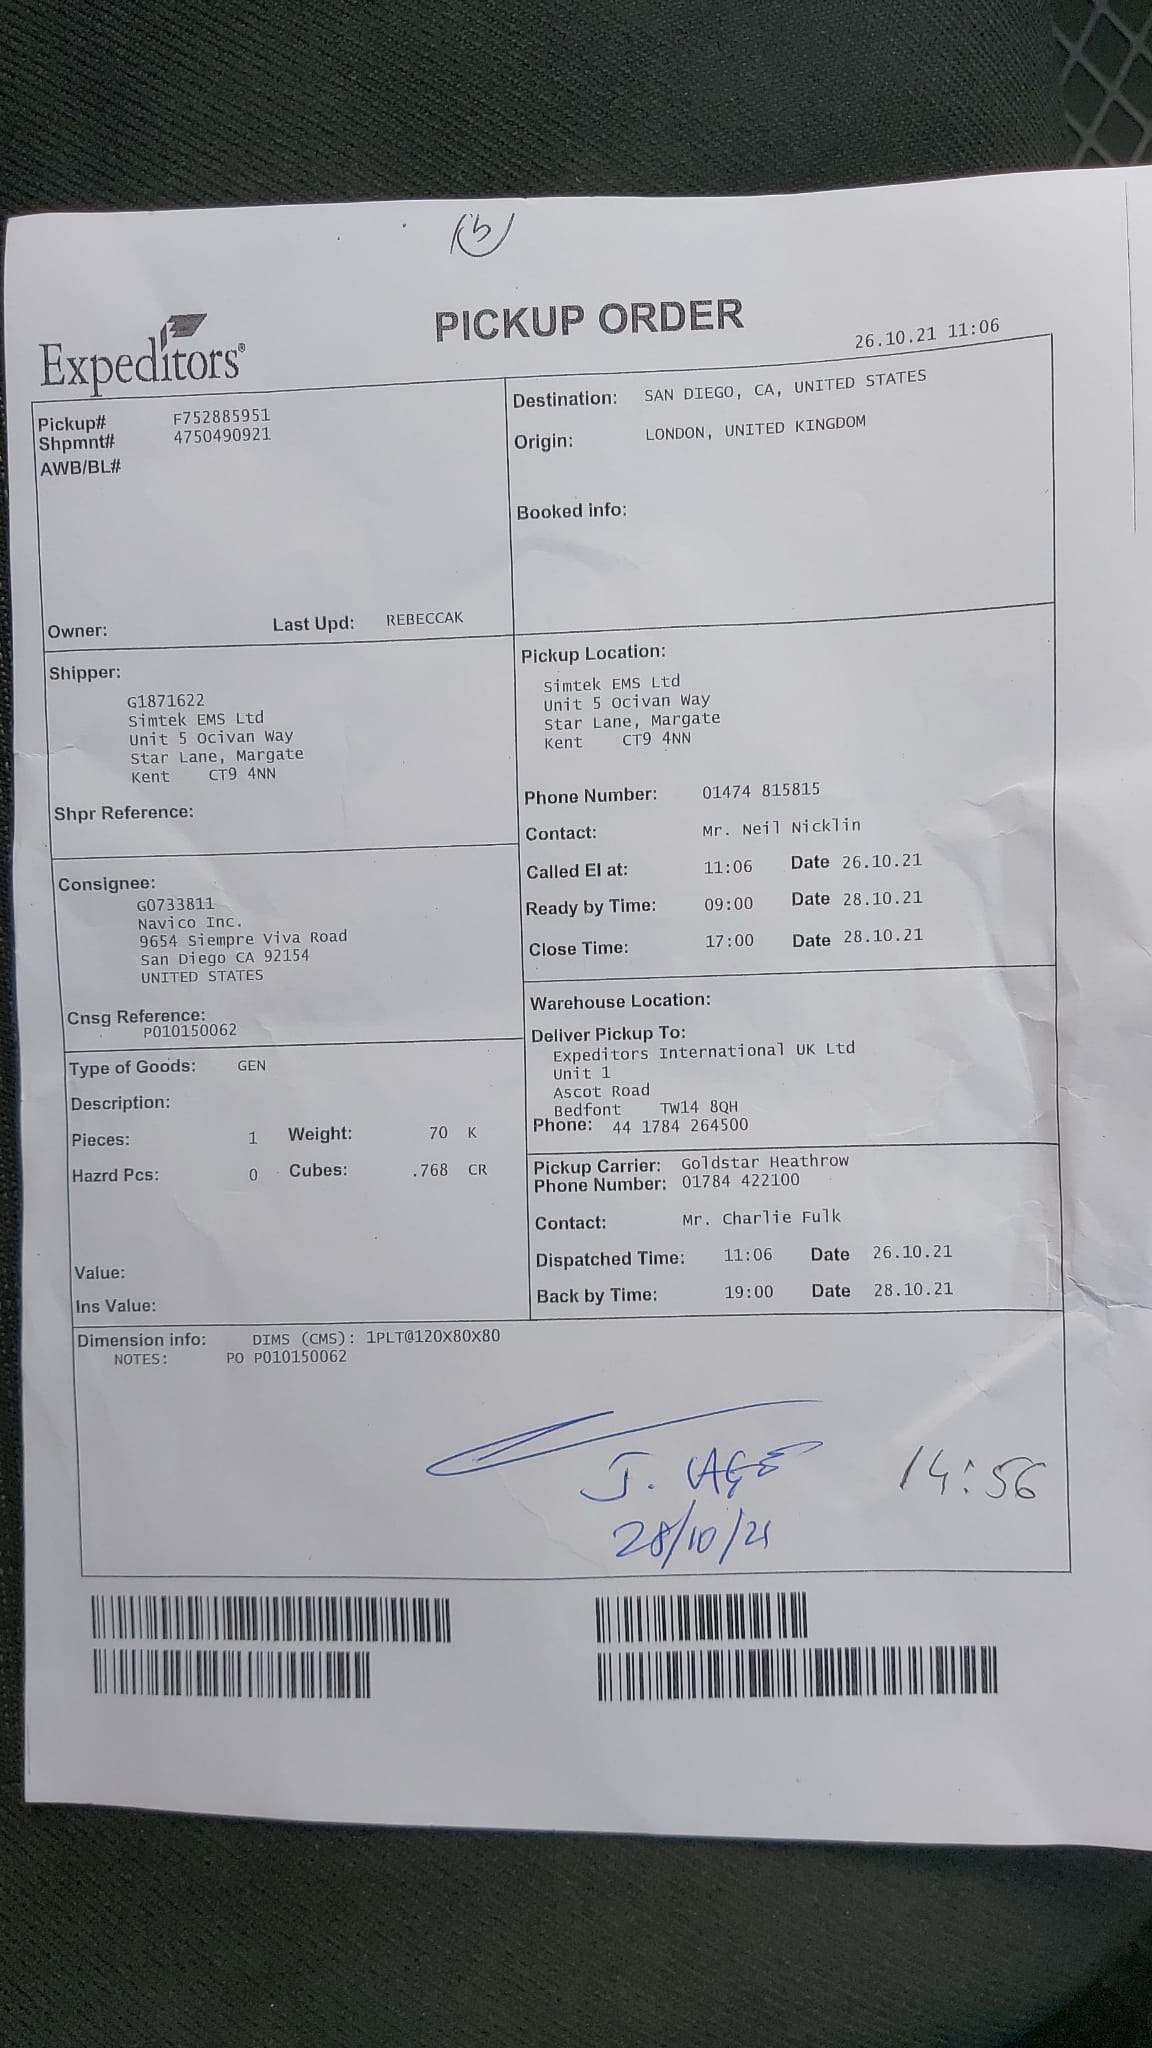 b
Expeditors®
PICKUP ORDER
26.10.21 11:06
Pickup# F752885951
Shpmnt# 4750490921
AWB/BL#
Owner: Last Upd: REBECCAK
Destination: SAN DIEGO, CA, UNITED STATES
Origin: LONDON, UNITED KINGDOM
Booked info:
Shipper:
G1871622
Simtek EMS Ltd
Unit 5 Ocivan Way
Star Lane, Margate
Kent CT9 4NN
Shpr Reference:
Consignee:
G0733811
Navico Inc.
9654 Siempre Viva Road
San Diego CA 92154
UNITED STATES
Cnsg Reference:
PO10150062
Type of Goods: GEN
Description:
Pieces: 1 Weight: 70 K
Hazrd Pcs: 0 Cubes: .768 CR
Value:
Ins Value:
Pickup Location:
Simtek EMS Ltd
Unit 5 Ocivan Way
Star Lane, Margate
Kent CT9 4NN
Phone Number: 01474 815815
Contact: Mr. Neil Nicklin
Called EI at: 11:06 Date 26.10.21
Ready by Time: 09:00 Date 28.10.21
Close Time: 17:00 Date 28.10.21
Warehouse Location:
Deliver Pickup To:
Expeditors International UK Ltd
Unit 1
Ascot Road
Bedfont TW14 8QH
Phone: 44 1784 264500
Pickup Carrier: Goldstar Heathrow
Phone Number: 01784 422100
Contact: Mr. Charlie Fulk
Dispatched Time: 11:06 Date 26.10.21
Back by Time: 19:00 Date 28.10.21
Dimension info: DIMS (CMS): 1PLT@120X80X80
NOTES: PO PO10150062
J. 14:56
28/10/21